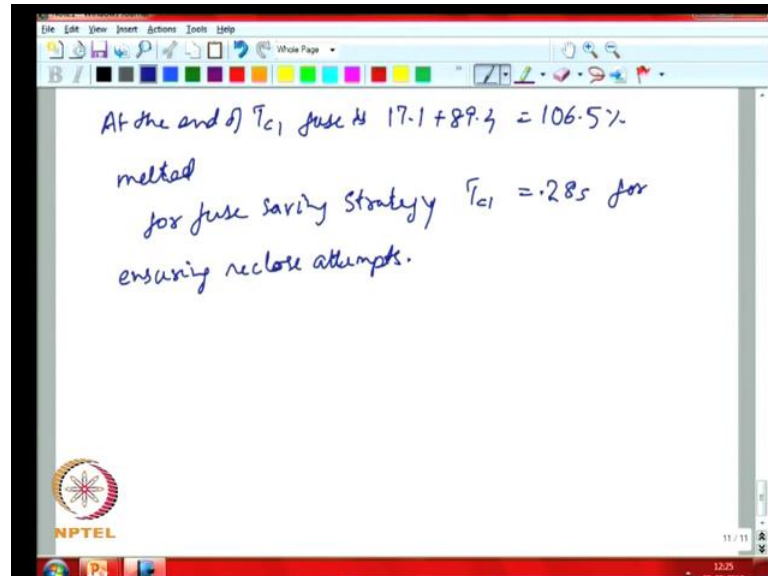 File Edit View Insert Actions Tools Help
Whole Page
B I
At the end of Tc1 fuse is 17.1 + 89.4 = 106.5%
melted
for fuse saving strategy Tc1 = .28s for
ensuring reclose attempts.
NPTEL
11 / 11
12:25